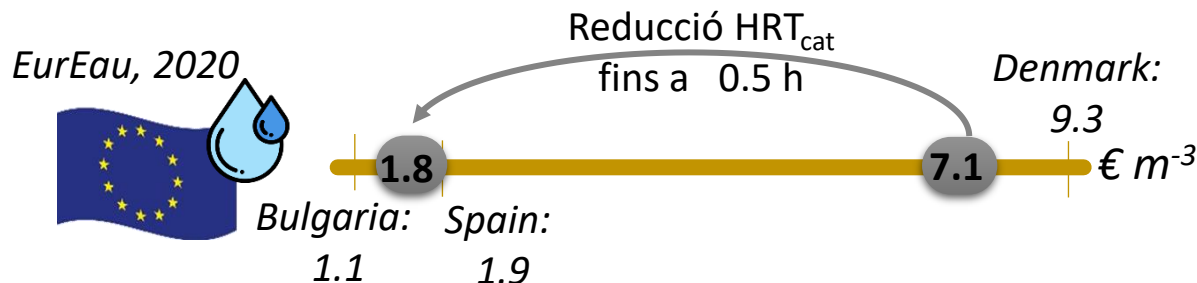 EurEau, 2020
Reducció HRTcat
fins a 0.5 h
Denmark:
9.3
1.8
7.1
€ m-3
Bulgaria:
1.1
Spain:
1.9